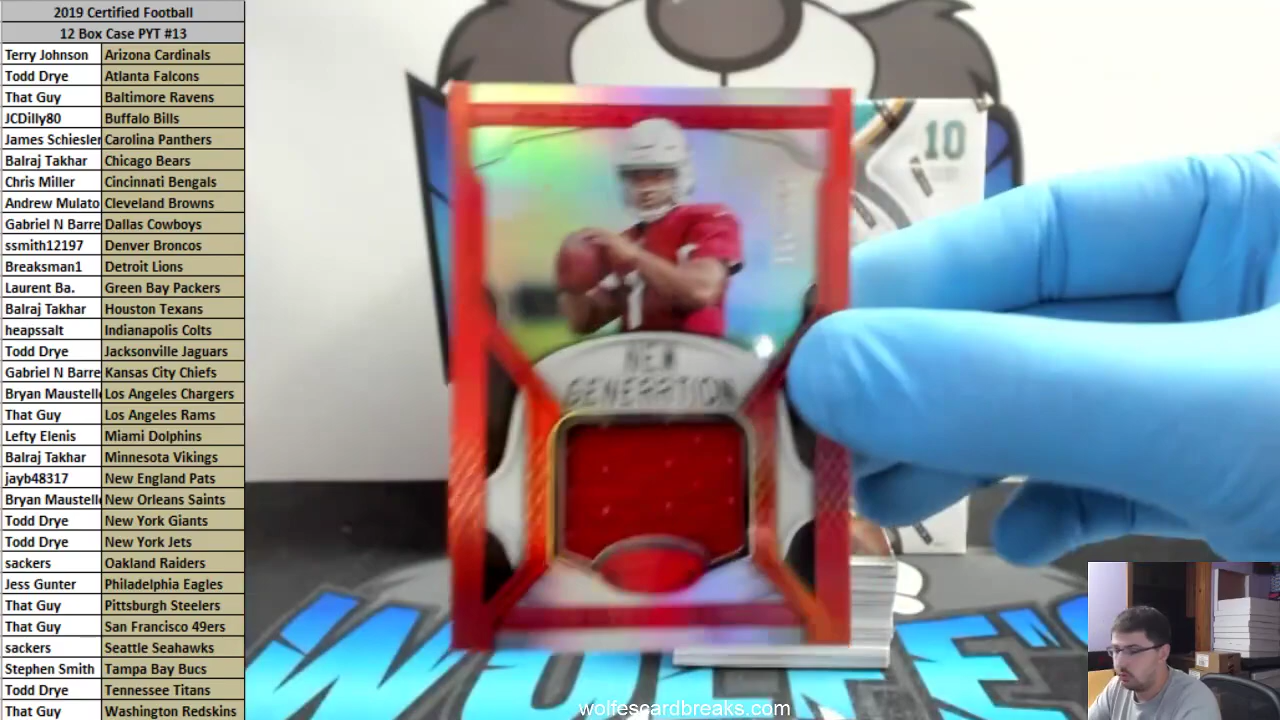 2019 Certified Football
12 Box Case PYT #13
Terry Johnson Arizona Cardinals
Todd Drye Atlanta Falcons
That Guy Baltimore Ravens
JCDilly80 Buffalo Bills
James Schiesler Carolina Panthers
Balraj Takhar Chicago Bears
Chris Miller Cincinnati Bengals
Andrew Mulato Cleveland Browns
Gabriel N Barre Dallas Cowboys
ssmith12197 Denver Broncos
Breaksman1 Detroit Lions
Laurent Ba. Green Bay Packers
Balraj Takhar Houston Texans
heapssalt Indianapolis Colts
Todd Drye Jacksonville Jaguars
Gabriel N Barre Kansas City Chiefs
Bryan Maustell Los Angeles Chargers
That Guy Los Angeles Rams
Lefty Elenis Miami Dolphins
Balraj Takhar Minnesota Vikings
jayb48317 New England Pats
Bryan Maustell New Orleans Saints
Todd Drye New York Giants
Todd Drye New York Jets
sackers Oakland Raiders
Jess Gunter Philadelphia Eagles
That Guy Pittsburgh Steelers
That Guy San Francisco 49ers
sackers Seattle Seahawks
Stephen Smith Tampa Bay Bucs
Todd Drye Tennessee Titans
That Guy Washington Redskins
10
1
NEW
GENERATION
WOLFE'S
wolfescardbreaks.com